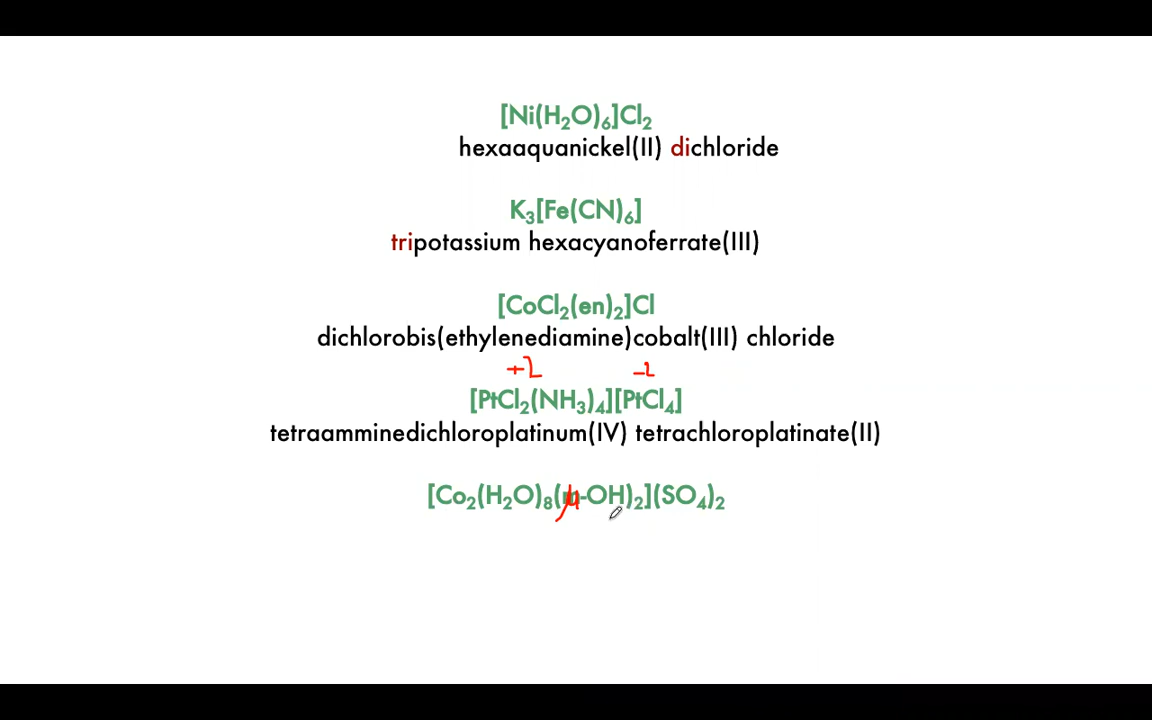 [Ni(H₂O)₆]Cl₂
hexaaquanickel(II) dichloride
K₃[Fe(CN)₆]
tripotassium hexacyanoferrate(III)
[CoCl₂(en)₂]Cl
dichlorobis(ethylenediamine)cobalt(III) chloride
+2 -2
[PtCl₂(NH₃)₄][PtCl₄]
tetraamminedichloroplatinum(IV) tetrachloroplatinate(II)
[Co₂(H₂O)₈(μ-OH)₂](SO₄)₂